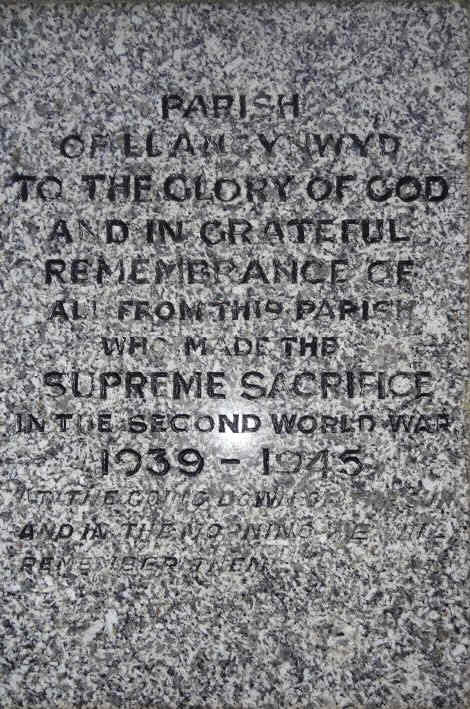 PARISH
OF LLANGYNWYD
TO THE GLORY OF GOD
AND IN GRATEFUL
REMEMBRANCE OF
ALL FROM THIS PARISH
WHO MADE THE
SUPREME SACRIFICE
IN THE SECOND WORLD WAR
1939 - 1945
AT THE GOING DOWN OF THE SUN
AND IN THE MORNING WE WILL
REMEMBER THEM